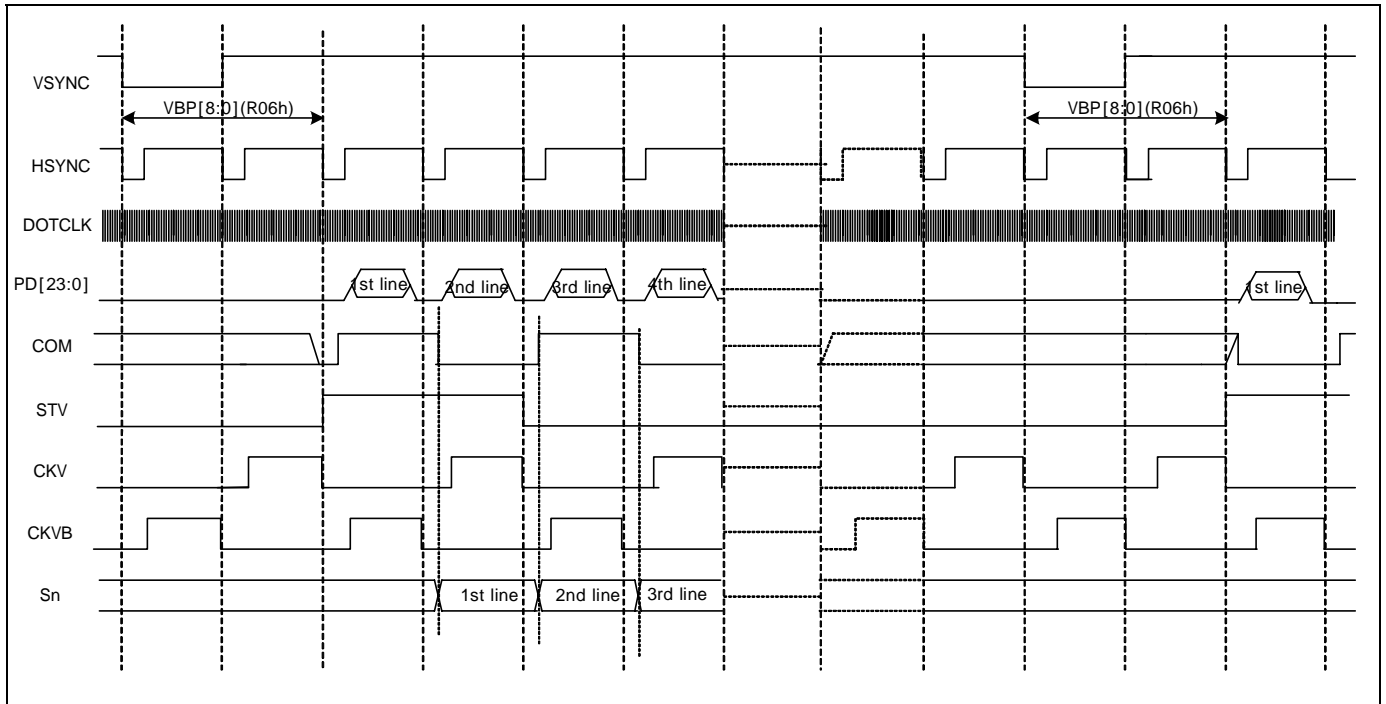 VSYNC
VBP[8:0](R06h)
VBP[8:0](R06h)
HSYNC
DOTCLK
PD[23:0]
1st line
2nd line
3rd line
4th line
1st line
COM
STV
CKV
CKVB
Sn
1st line
2nd line
3rd line